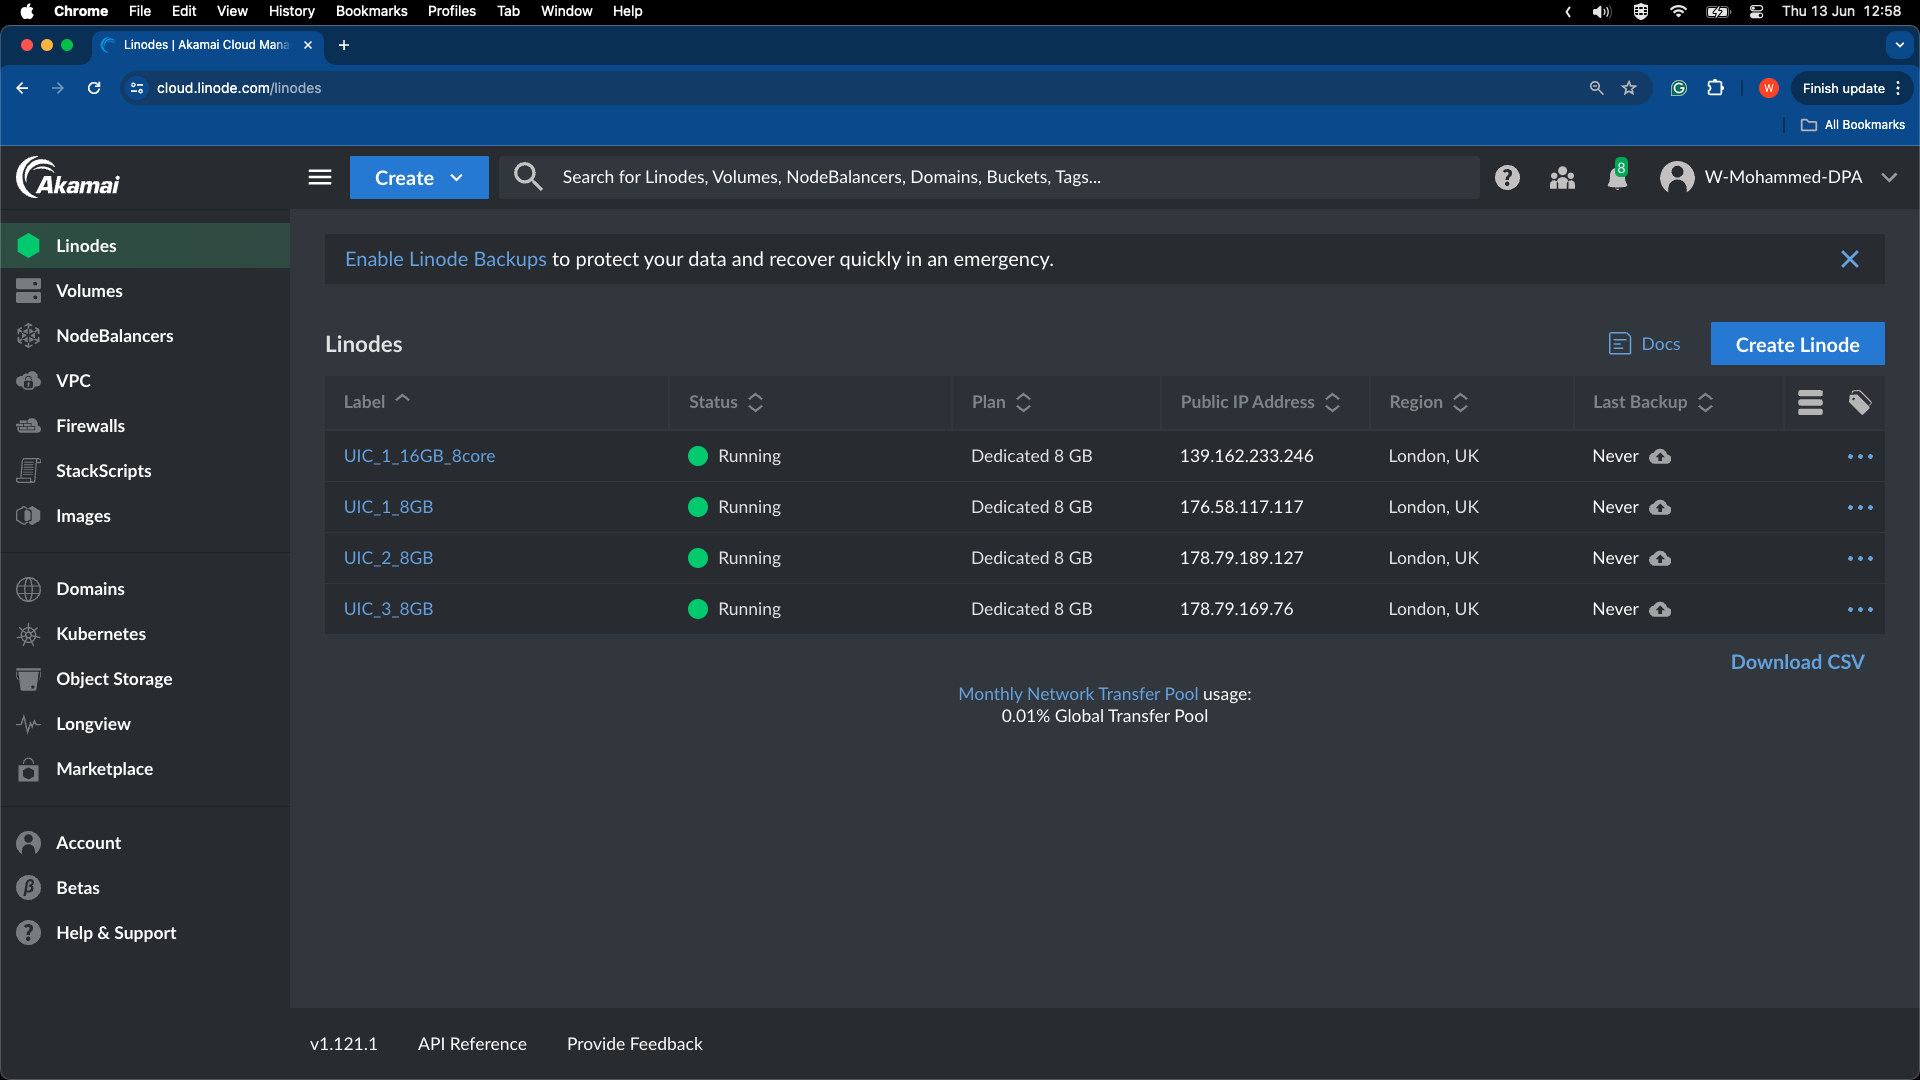 Chrome File Edit View History Bookmarks Profiles Tab Window Help Thu 13 Jun 12:58
Linodes | Akamai Cloud Mana
cloud.linode.com/linodes W Finish update
All Bookmarks
Akamai Create Search for Linodes, Volumes, NodeBalancers, Domains, Buckets, Tags... 8 W-Mohammed-DPA
Linodes
Volumes
NodeBalancers
VPC
Firewalls
StackScripts
Images
Domains
Kubernetes
Object Storage
Longview
Marketplace
Account
Betas
Help & Support
Enable Linode Backups to protect your data and recover quickly in an emergency.
Linodes Docs Create Linode
Label Status Plan Public IP Address Region Last Backup
UIC_1_16GB_8core Running Dedicated 8 GB 139.162.233.246 London, UK Never
UIC_1_8GB Running Dedicated 8 GB 176.58.117.117 London, UK Never
UIC_2_8GB Running Dedicated 8 GB 178.79.189.127 London, UK Never
UIC_3_8GB Running Dedicated 8 GB 178.79.169.76 London, UK Never
Download CSV
Monthly Network Transfer Pool usage:
0.01% Global Transfer Pool
v1.121.1 API Reference Provide Feedback